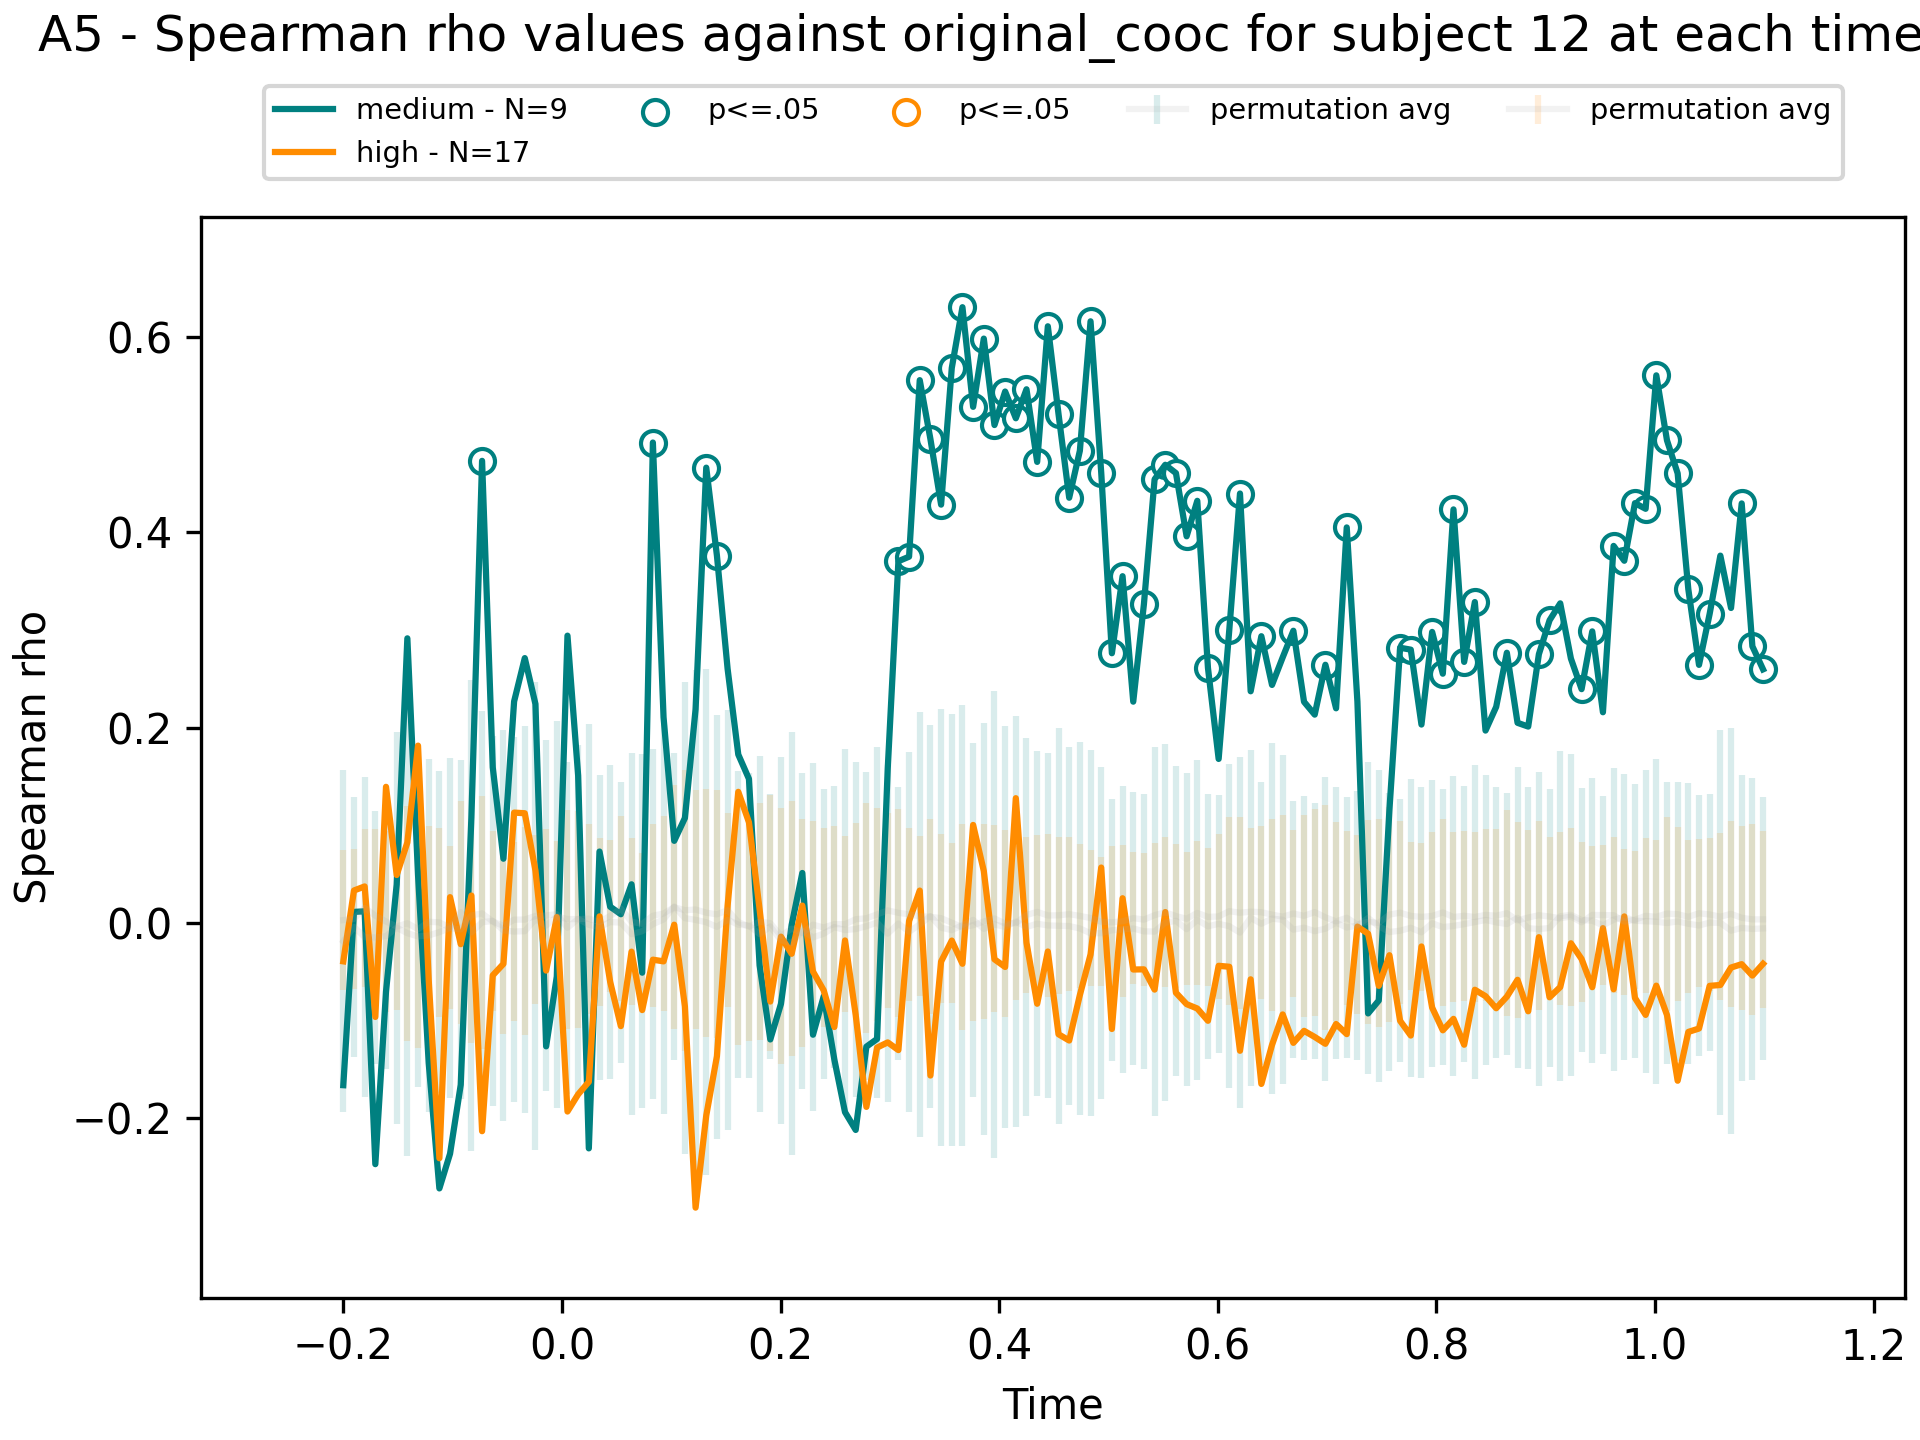 A5 - Spearman rho values against original_cooc for subject 12 at each time
medium - N=9
high - N=17
p<=.05
p<=.05
permutation avg
permutation avg
Spearman rho
0.6
0.4
0.2
0.0
−0.2
−0.2
0.0
0.2
0.4
0.6
0.8
1.0
1.2
Time